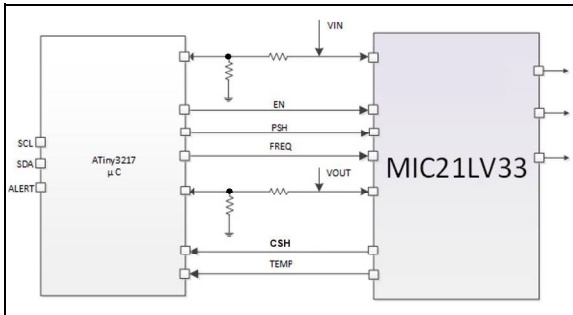 VIN
EN
PSH
FREQ
SCL
SDA
ALERT
ATiny3217
µC
MIC21LV33
VOUT
CSH
TEMP